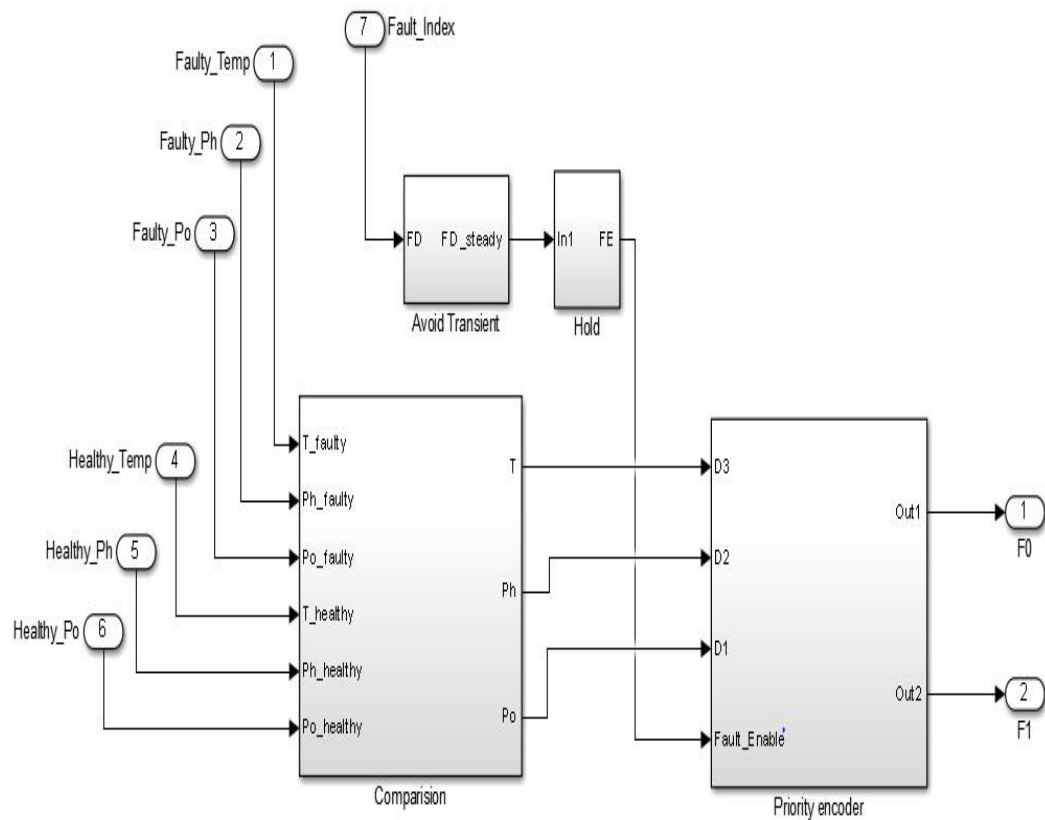 7 Fault_Index
Faulty_Temp 1
Faulty_Ph 2
Faulty_Po 3
FD FD_steady
Avoid Transient
In1 FE
Hold
Healthy_Temp 4
Healthy_Ph 5
Healthy_Po 6
T_faulty
Ph_faulty
Po_faulty
T_healthy
Ph_healthy
Po_healthy
T
Ph
Po
Comparision
D3
D2
D1
Fault_Enable
Out1
Out2
Priority encoder
1
F0
2
F1